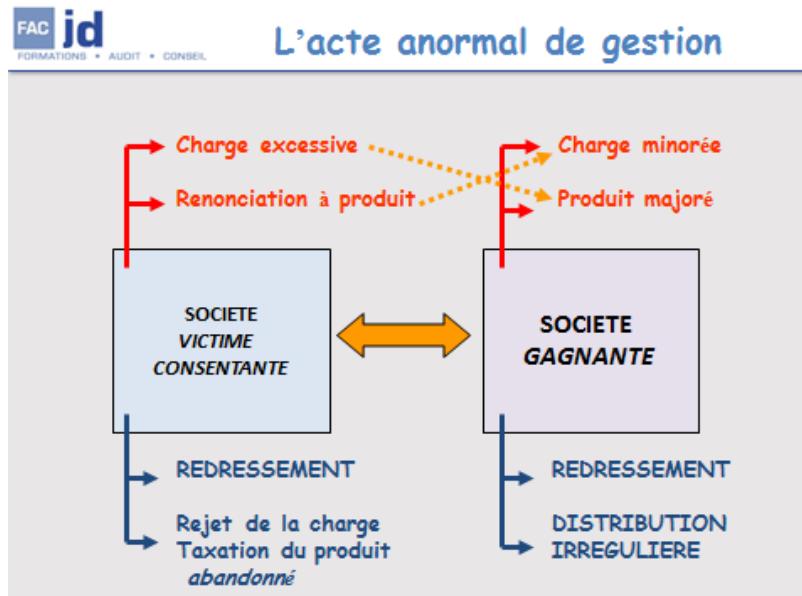 FAC jd
FORMATIONS • AUDIT • CONSEIL
L'acte anormal de gestion
Charge excessive
Renonciation à produit
Charge minorée
Produit majoré
SOCIETE
VICTIME
CONSENTANTE
SOCIETE
GAGNANTE
REDRESSEMENT
Rejet de la charge
Taxation du produit
abandonné
REDRESSEMENT
DISTRIBUTION
IRREGULIERE